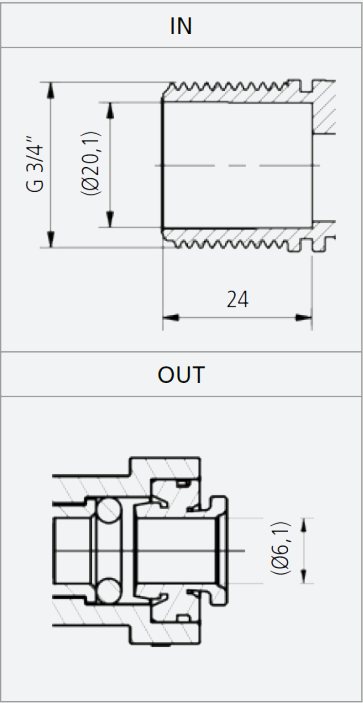 IN
G 3/4″
(Ø20,1)
24
OUT
(Ø6,1)